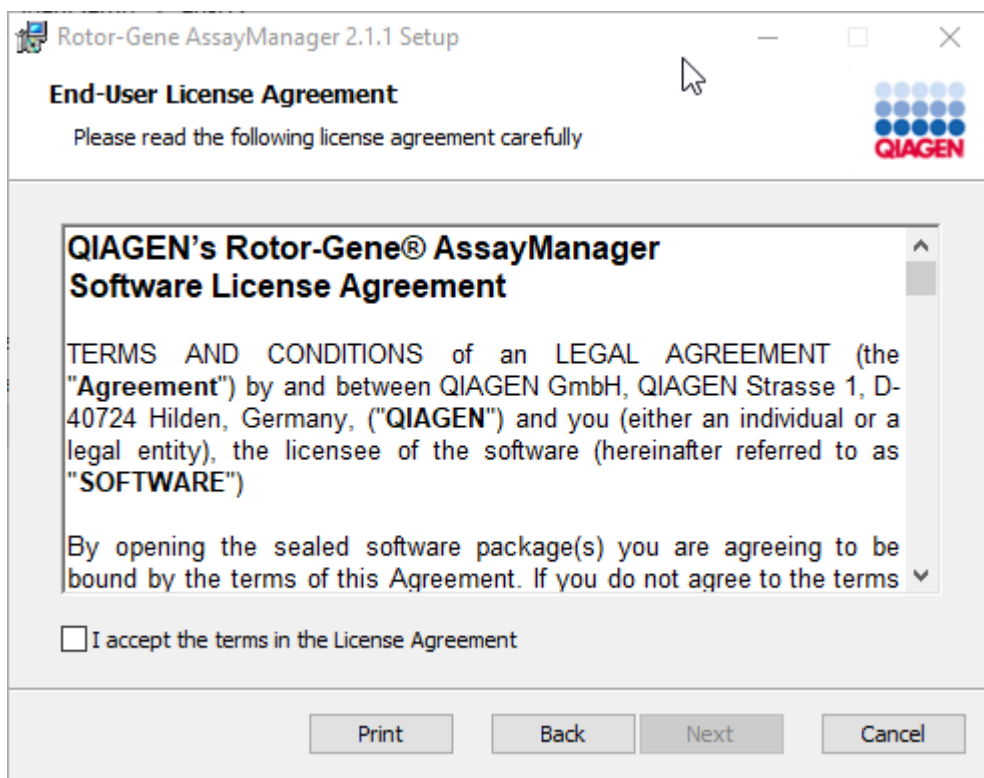 Rotor-Gene AssayManager 2.1.1 Setup
End-User License Agreement
Please read the following license agreement carefully
QIAGEN
QIAGEN’s Rotor-Gene® AssayManager
Software License Agreement
TERMS AND CONDITIONS of an LEGAL AGREEMENT (the
"Agreement") by and between QIAGEN GmbH, QIAGEN Strasse 1, D-
40724 Hilden, Germany, ("QIAGEN") and you (either an individual or a
legal entity), the licensee of the software (hereinafter referred to as
"SOFTWARE")
By opening the sealed software package(s) you are agreeing to be
bound by the terms of this Agreement. If you do not agree to the terms
I accept the terms in the License Agreement
Print
Back
Next
Cancel